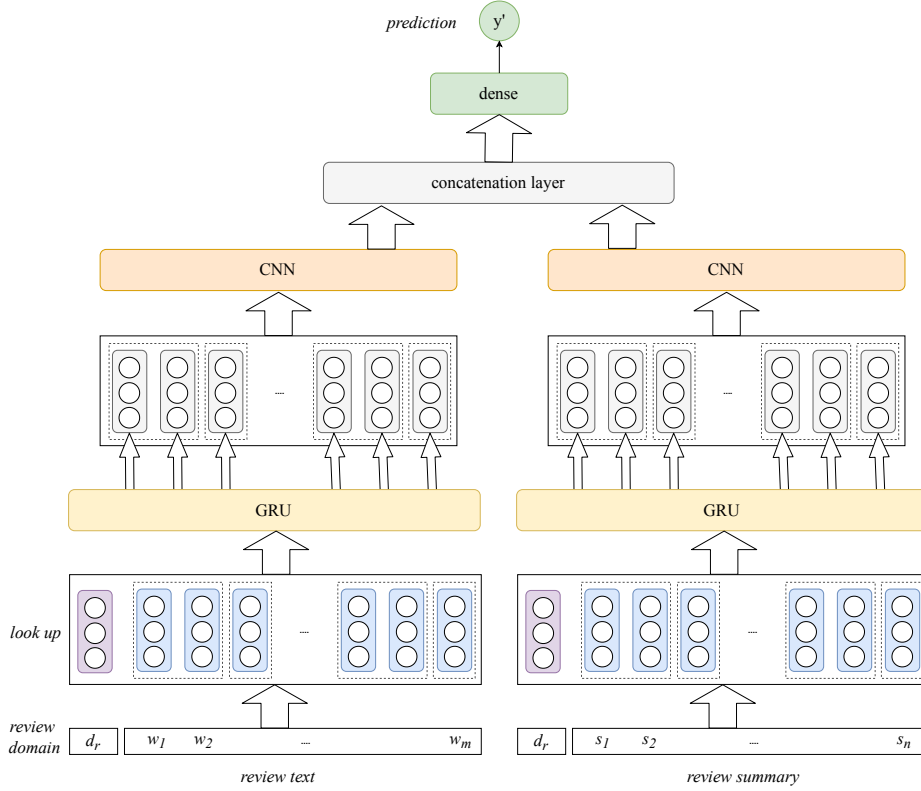 prediction y'
dense
concatenation layer
CNN CNN
.... ....
GRU GRU
look up .... ....
review domain d_r w_1 w_2 .... w_m d_r s_1 s_2 .... s_n
review text review summary